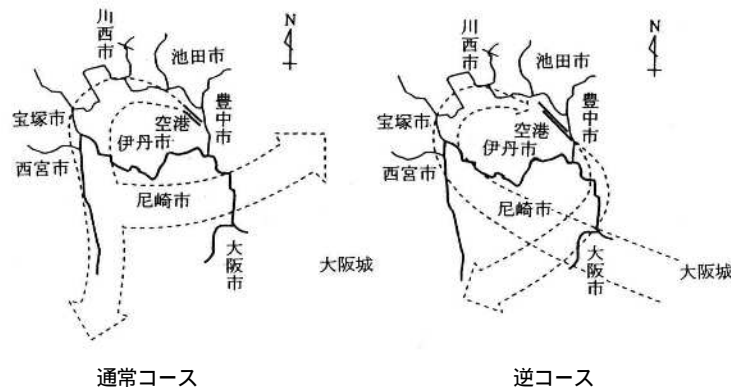 N
川西市
池田市
豊中市
宝塚市
空港
伊丹市
西宮市
尼崎市
大阪市
大阪城
通常コース
N
川西市
池田市
豊中市
宝塚市
空港
伊丹市
西宮市
尼崎市
大阪市
大阪城
逆コース